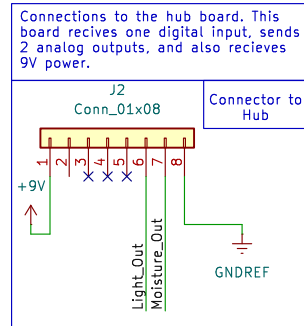 Connections to the hub board. This
board recives one digital input, sends
2 analog outputs, and also recieves
9V power.
J2
Conn_01x08
Connector to
Hub
1
2
3
4
5
6
7
8
+9V
Light_Out
Moisture_Out
GNDREF